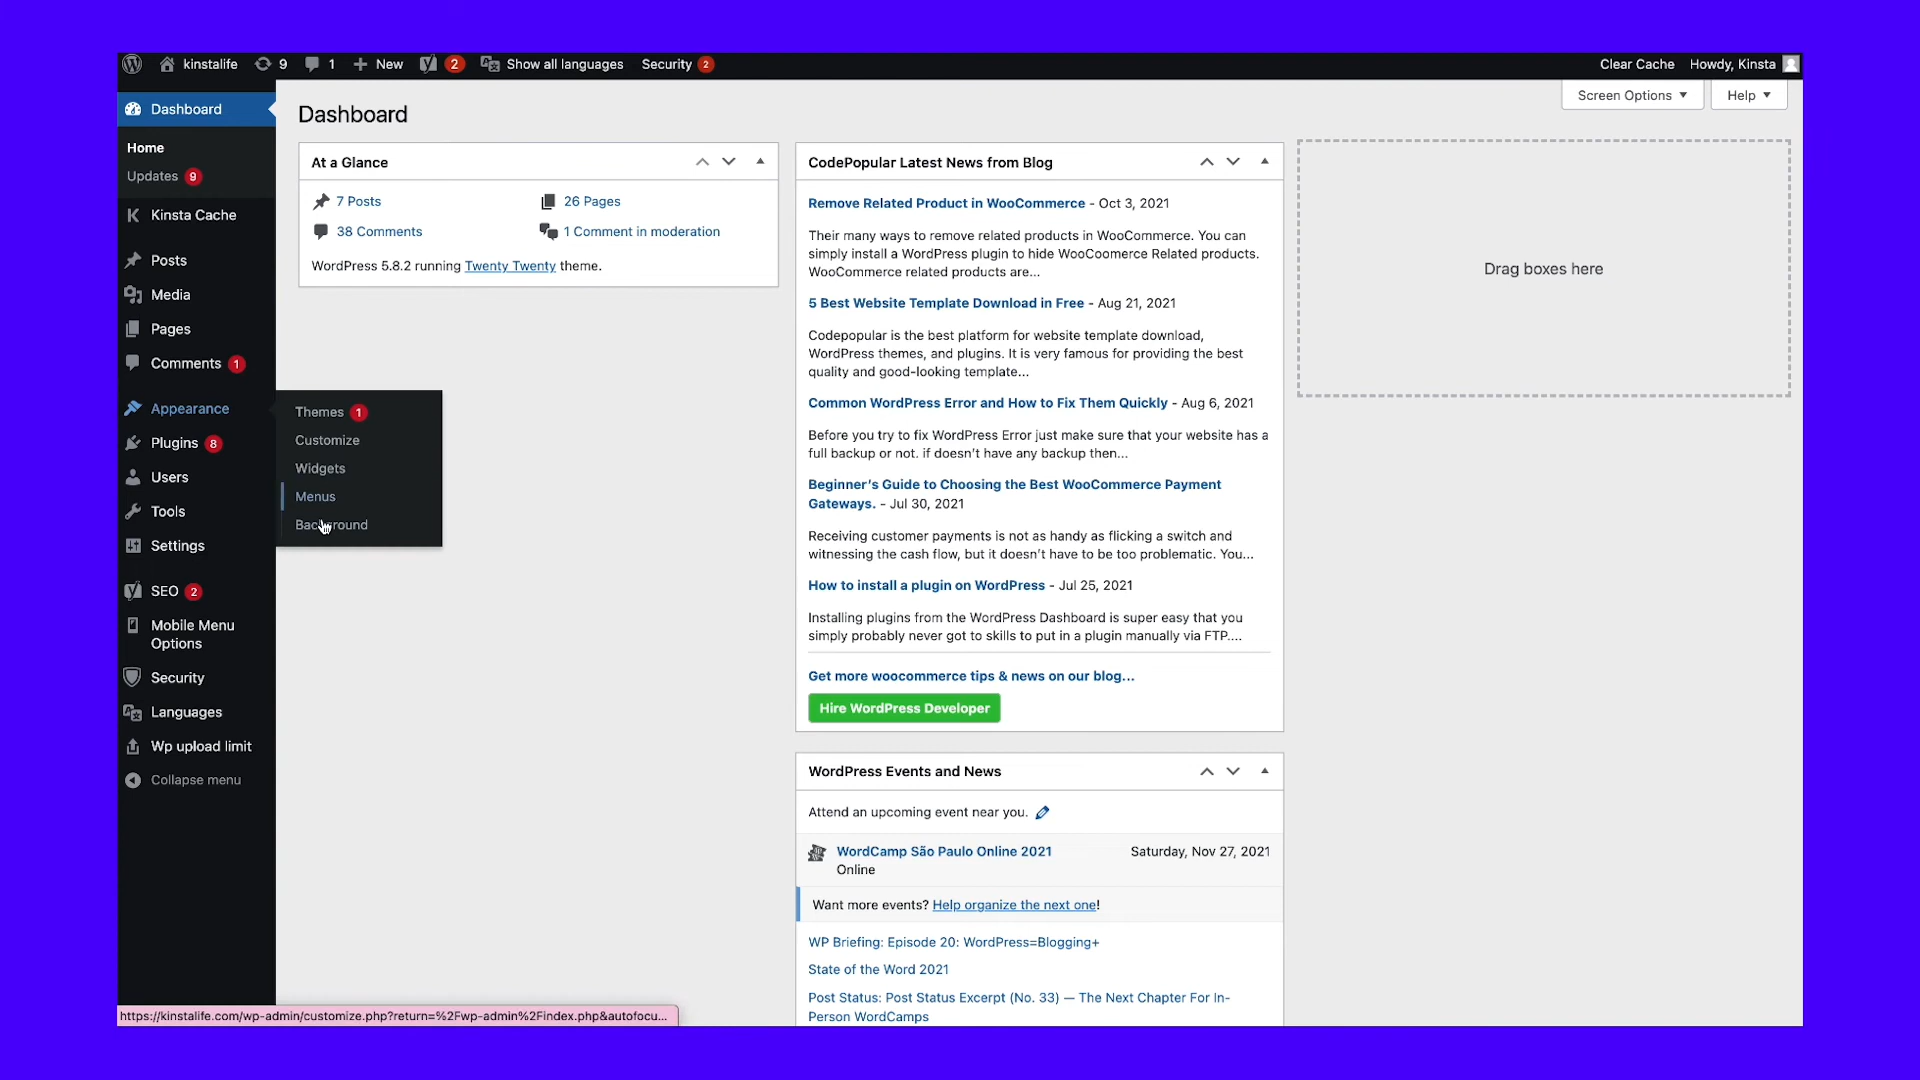 kinstalife 9 1 New 2 Show all languages Security 2 Clear Cache Howdy, Kinsta
Screen Options Help
Dashboard
Home
Updates 9
Kinsta Cache
Posts
Media
Pages
Comments 1
Appearance
Plugins 8
Users
Tools
Settings
SEO 2
Mobile Menu
Options
Security
Languages
Wp upload limit
Collapse menu
Themes 1
Customize
Widgets
Menus
Background
Dashboard
At a Glance
7 Posts 26 Pages
38 Comments 1 Comment in moderation
WordPress 5.8.2 running Twenty Twenty theme.
CodePopular Latest News from Blog
Remove Related Product in WooCommerce - Oct 3, 2021
Their many ways to remove related products in WooCommerce. You can
simply install a WordPress plugin to hide WooCoomerce Related products.
WooCommerce related products are...
5 Best Website Template Download in Free - Aug 21, 2021
Codepopular is the best platform for website template download,
WordPress themes, and plugins. It is very famous for providing the best
quality and good-looking template...
Common WordPress Error and How to Fix Them Quickly - Aug 6, 2021
Before you try to fix WordPress Error just make sure that your website has a
full backup or not. if doesn't have any backup then...
Beginner's Guide to Choosing the Best WooCommerce Payment
Gateways. - Jul 30, 2021
Receiving customer payments is not as handy as flicking a switch and
witnessing the cash flow, but it doesn't have to be too problematic. You...
How to install a plugin on WordPress - Jul 25, 2021
Installing plugins from the WordPress Dashboard is super easy that you
simply probably never got to skills to put in a plugin manually via FTP....
Get more woocommerce tips & news on our blog...
Hire WordPress Developer
WordPress Events and News
Attend an upcoming event near you.
WordCamp São Paulo Online 2021 Saturday, Nov 27, 2021
Online
Want more events? Help organize the next one!
WP Briefing: Episode 20: WordPress=Blogging+
State of the Word 2021
Post Status: Post Status Excerpt (No. 33) — The Next Chapter For In-
Person WordCamps
Drag boxes here
https://kinstalife.com/wp-admin/customize.php?return=%2Fwp-admin%2Findex.php&autofocu...